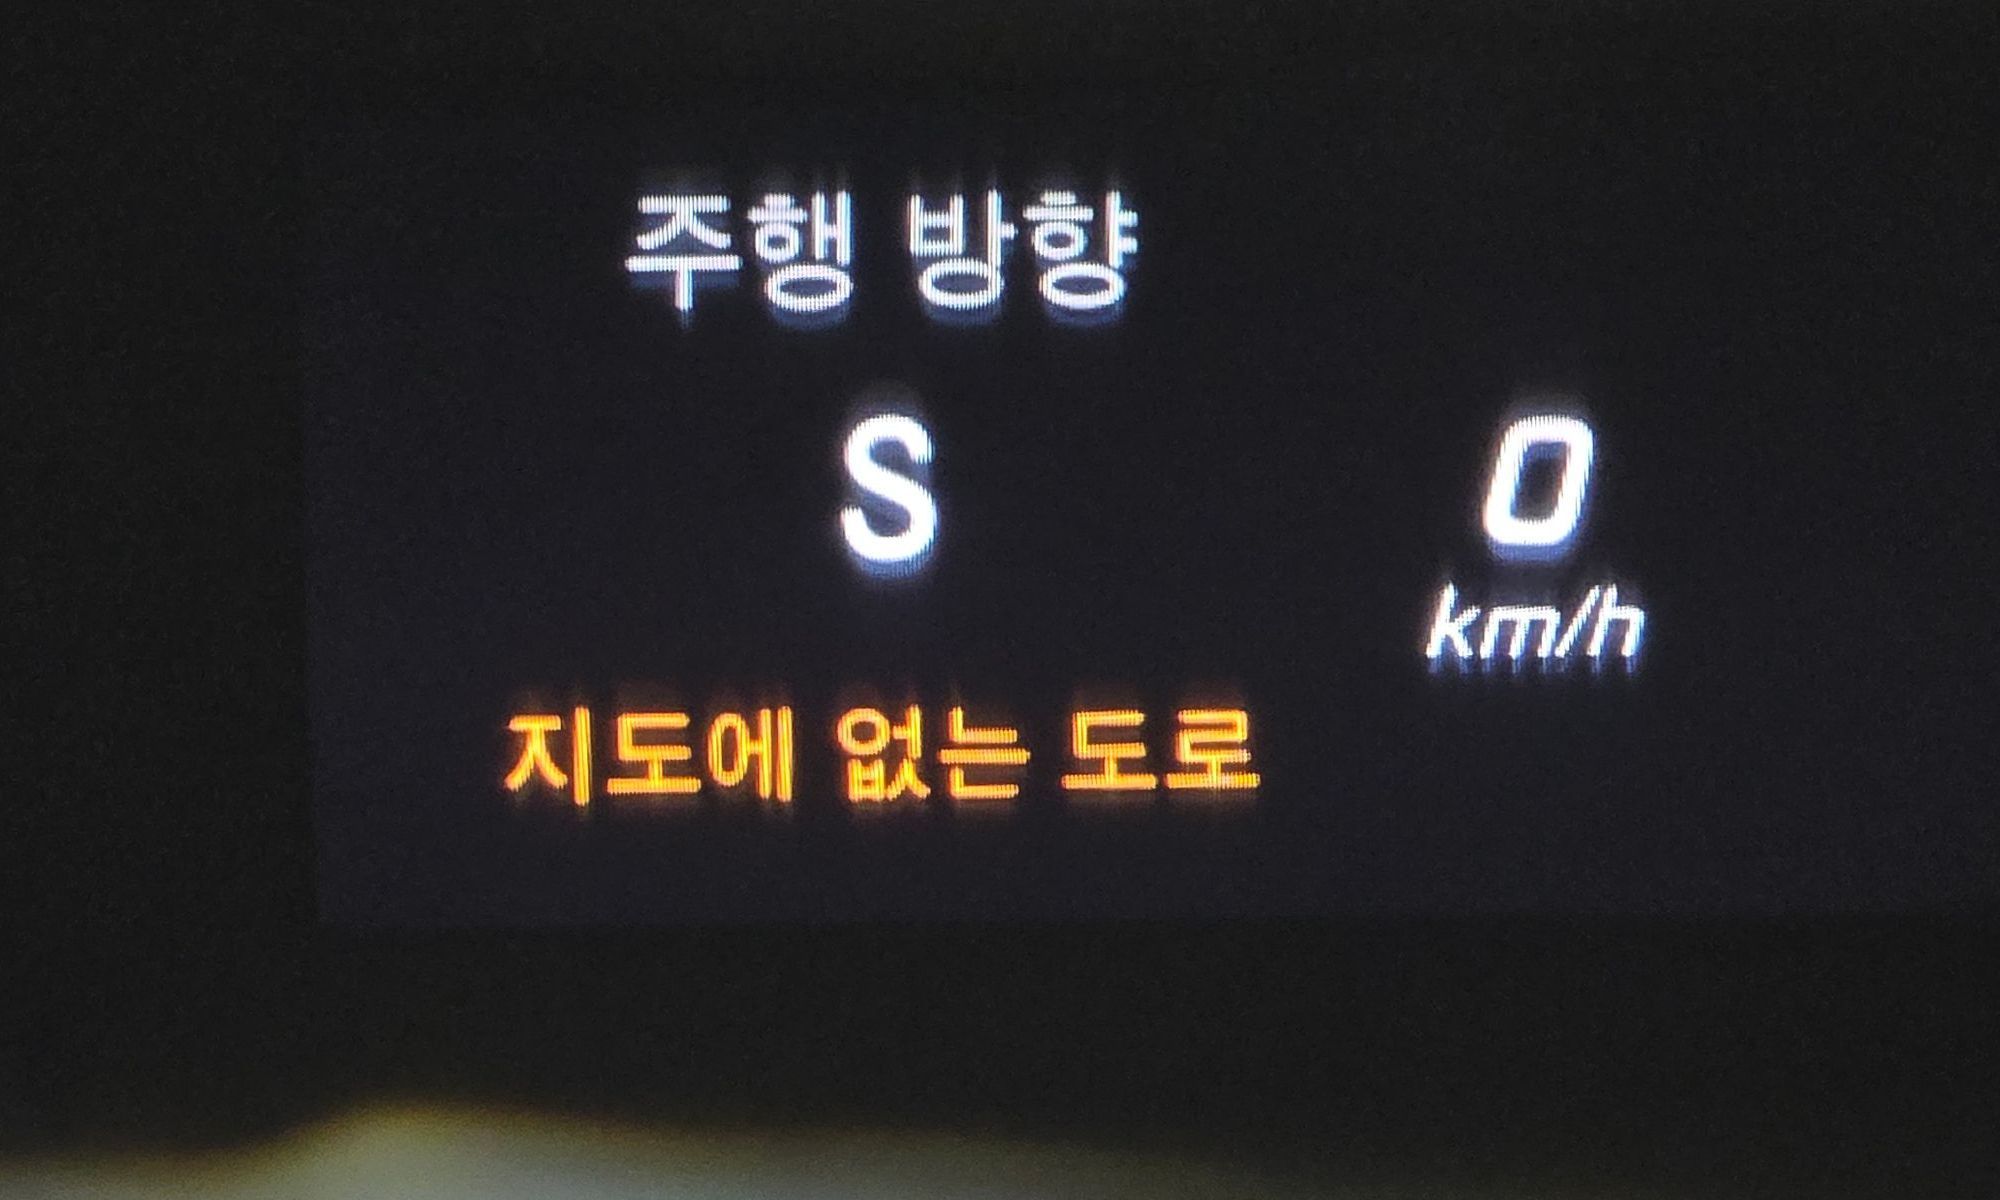 주행 방향
S
0
km/h
지도에 없는 도로